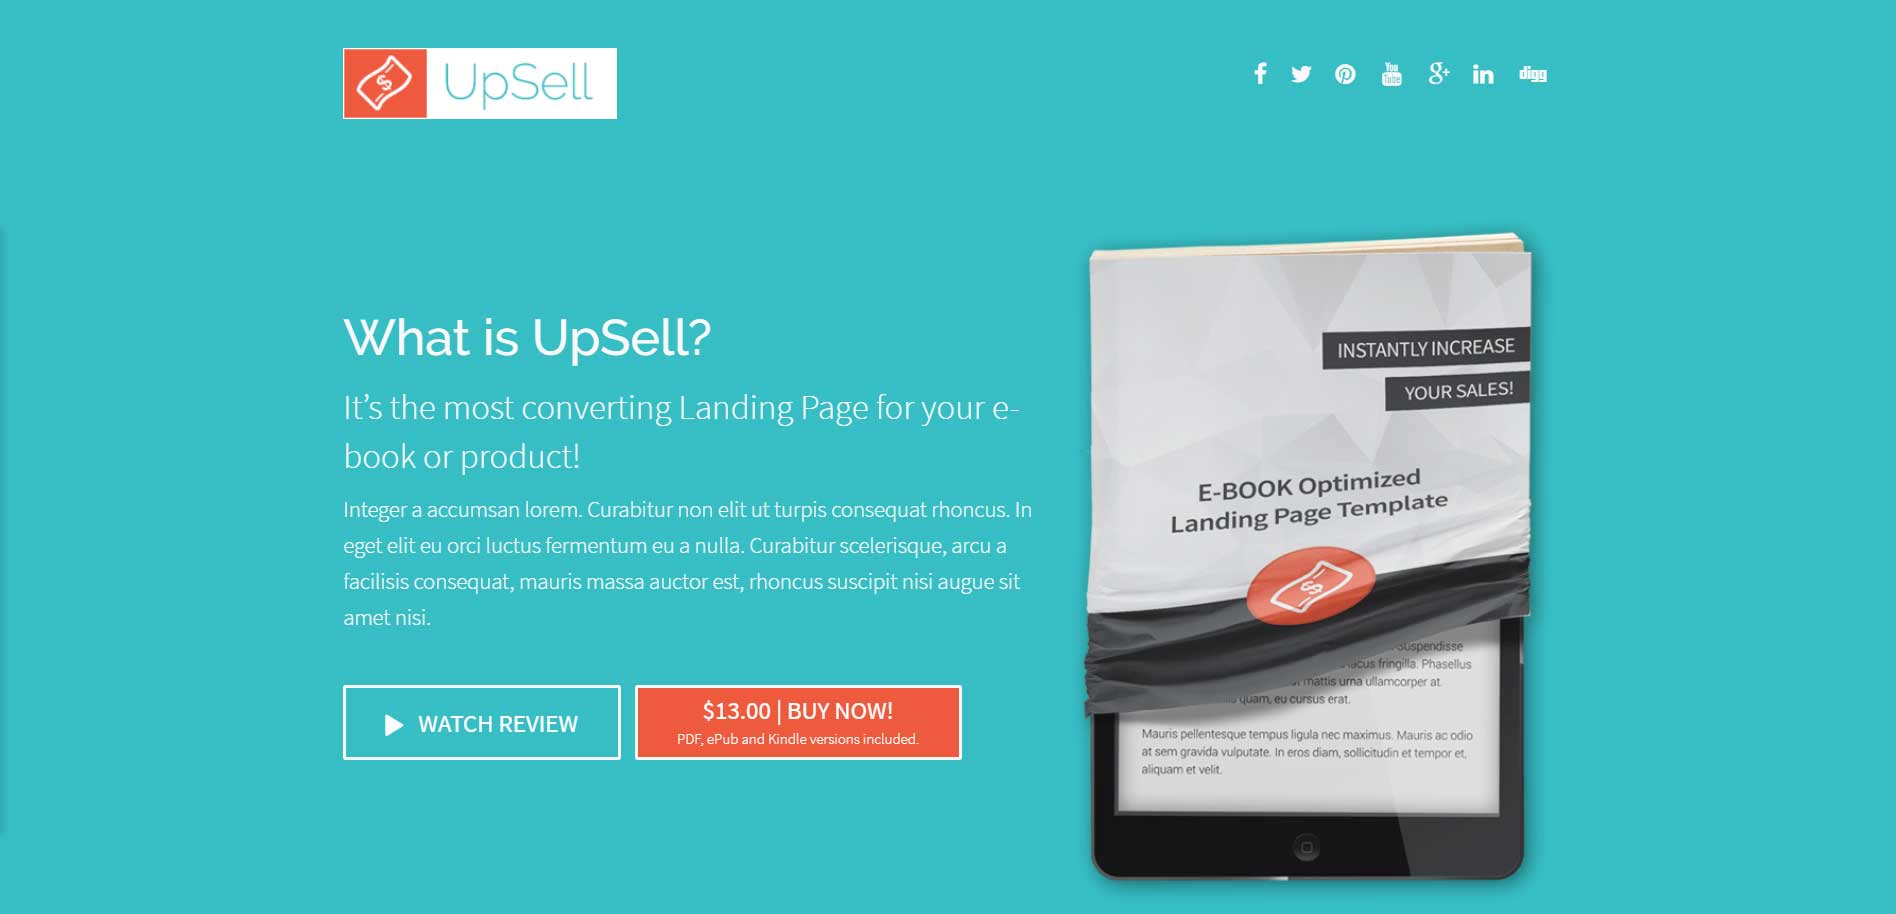 UpSell
You
Tube
g+
in
digg
What is UpSell?
It’s the most converting Landing Page for your e-
book or product!
Integer a accumsan lorem. Curabitur non elit ut turpis consequat rhoncus. In
eget elit eu orci luctus fermentum eu a nulla. Curabitur scelerisque, arcu a
facilisis consequat, mauris massa auctor est, rhoncus suscipit nisi augue sit
amet nisi.
WATCH REVIEW
$13.00 | BUY NOW!
PDF, ePub and Kindle versions included.
INSTANTLY INCREASE
YOUR SALES!
E-BOOK Optimized
Landing Page Template
Suspendisse
lacus fringilla. Phasellus
mattis urna ullamcorper at.
quam, eu cursus erat.
Mauris pellentesque tempus ligula nec maximus. Mauris ac odio
at sem gravida vulputate. In eros diam, sollicitudin et tempor et,
aliquam et velit.